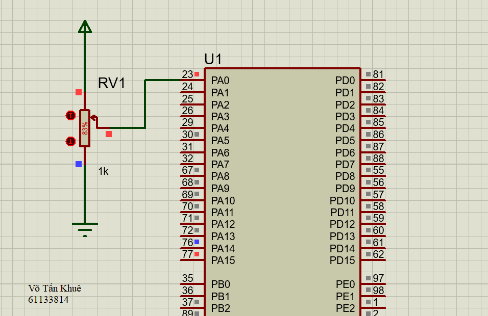 U1
RV1
83%
1k
23 PA0 PD0 81
24 PA1 PD1 82
25 PA2 PD2 83
26 PA3 PD3 84
29 PA4 PD4 85
30 PA5 PD5 86
31 PA6 PD6 87
32 PA7 PD7 88
67 PA8 PD8 55
68 PA9 PD9 56
69 PA10 PD10 57
70 PA11 PD11 58
71 PA12 PD12 59
72 PA13 PD13 60
76 PA14 PD14 61
77 PA15 PD15 62
35 PB0 PE0 97
36 PB1 PE1 98
37 PB2 PE2 1
89
2
Võ Tấn Khuê
61133814